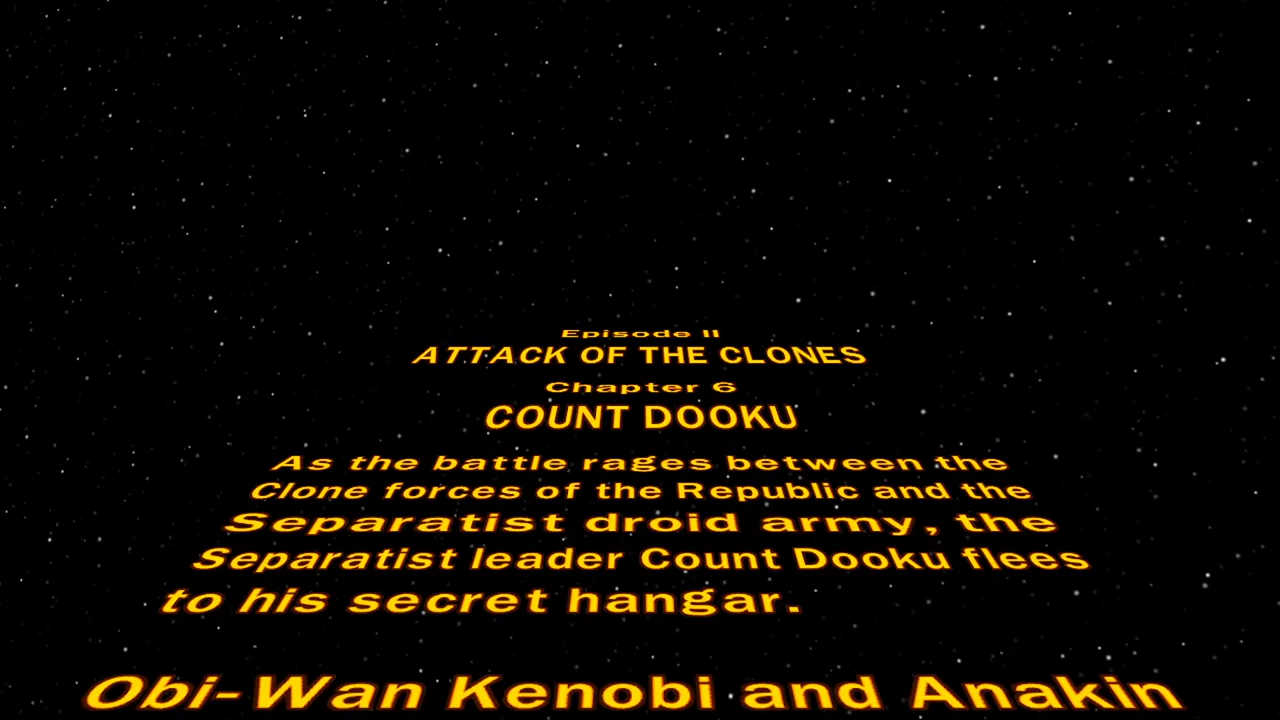 Episode II
ATTACK OF THE CLONES
Chapter 6
COUNT DOOKU
As the battle rages between the
Clone forces of the Republic and the
Separatist droid army, the
Separatist leader Count Dooku flees
to his secret hangar.
Obi-Wan Kenobi and Anakin